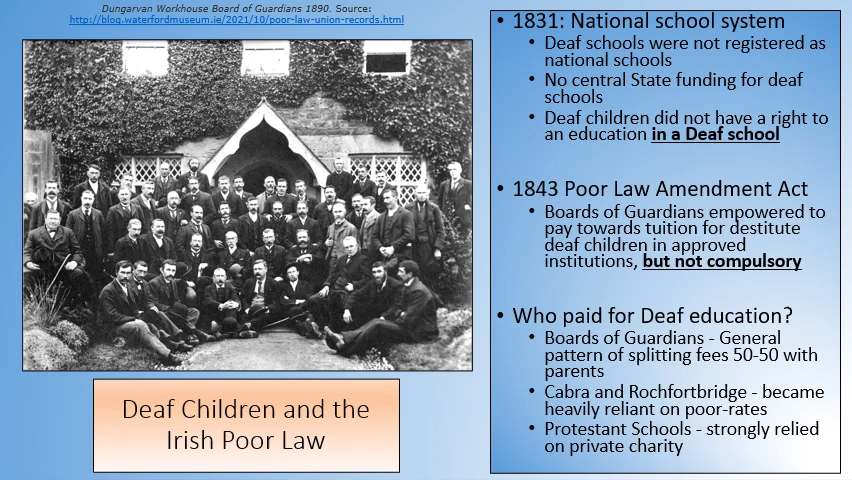 Dungarvan Workhouse Board of Guardians 1890. Source:
http://blog.waterfordmuseum.ie/2021/10/poor-law-union-records.html
Deaf Children and the
Irish Poor Law
• 1831: National school system
• Deaf schools were not registered as
national schools
• No central State funding for deaf
schools
• Deaf children did not have a right to
an education in a Deaf school
• 1843 Poor Law Amendment Act
• Boards of Guardians empowered to
pay towards tuition for destitute
deaf children in approved
institutions, but not compulsory
• Who paid for Deaf education?
• Boards of Guardians - General
pattern of splitting fees 50-50 with
parents
• Cabra and Rochfortbridge - became
heavily reliant on poor-rates
• Protestant Schools - strongly relied
on private charity